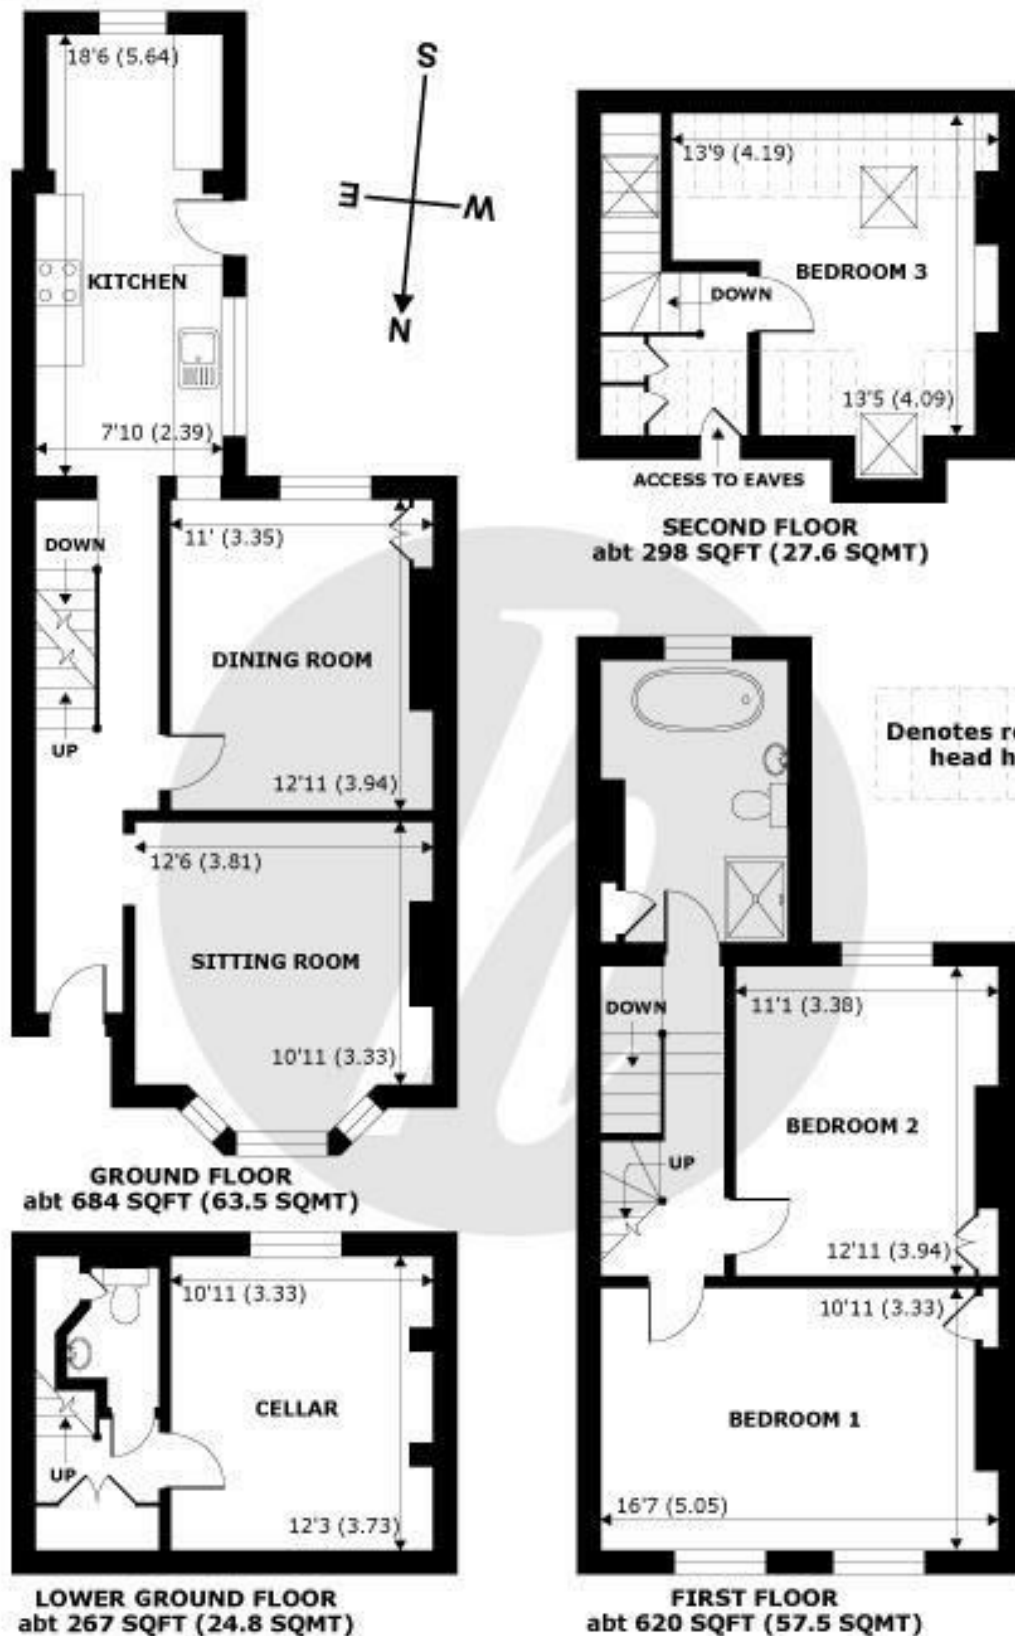 18'6 (5.64)
KITCHEN
7'10 (2.39)
S
E
W
N
DOWN
UP
11' (3.35)
DINING ROOM
12'11 (3.94)
12'6 (3.81)
SITTING ROOM
10'11 (3.33)
GROUND FLOOR
abt 684 SQFT (63.5 SQMT)
13'9 (4.19)
BEDROOM 3
DOWN
13'5 (4.09)
ACCESS TO EAVES
SECOND FLOOR
abt 298 SQFT (27.6 SQMT)
Denotes re
head h
DOWN
11'1 (3.38)
BEDROOM 2
UP
12'11 (3.94)
10'11 (3.33)
BEDROOM 1
16'7 (5.05)
FIRST FLOOR
abt 620 SQFT (57.5 SQMT)
10'11 (3.33)
CELLAR
UP
12'3 (3.73)
LOWER GROUND FLOOR
abt 267 SQFT (24.8 SQMT)